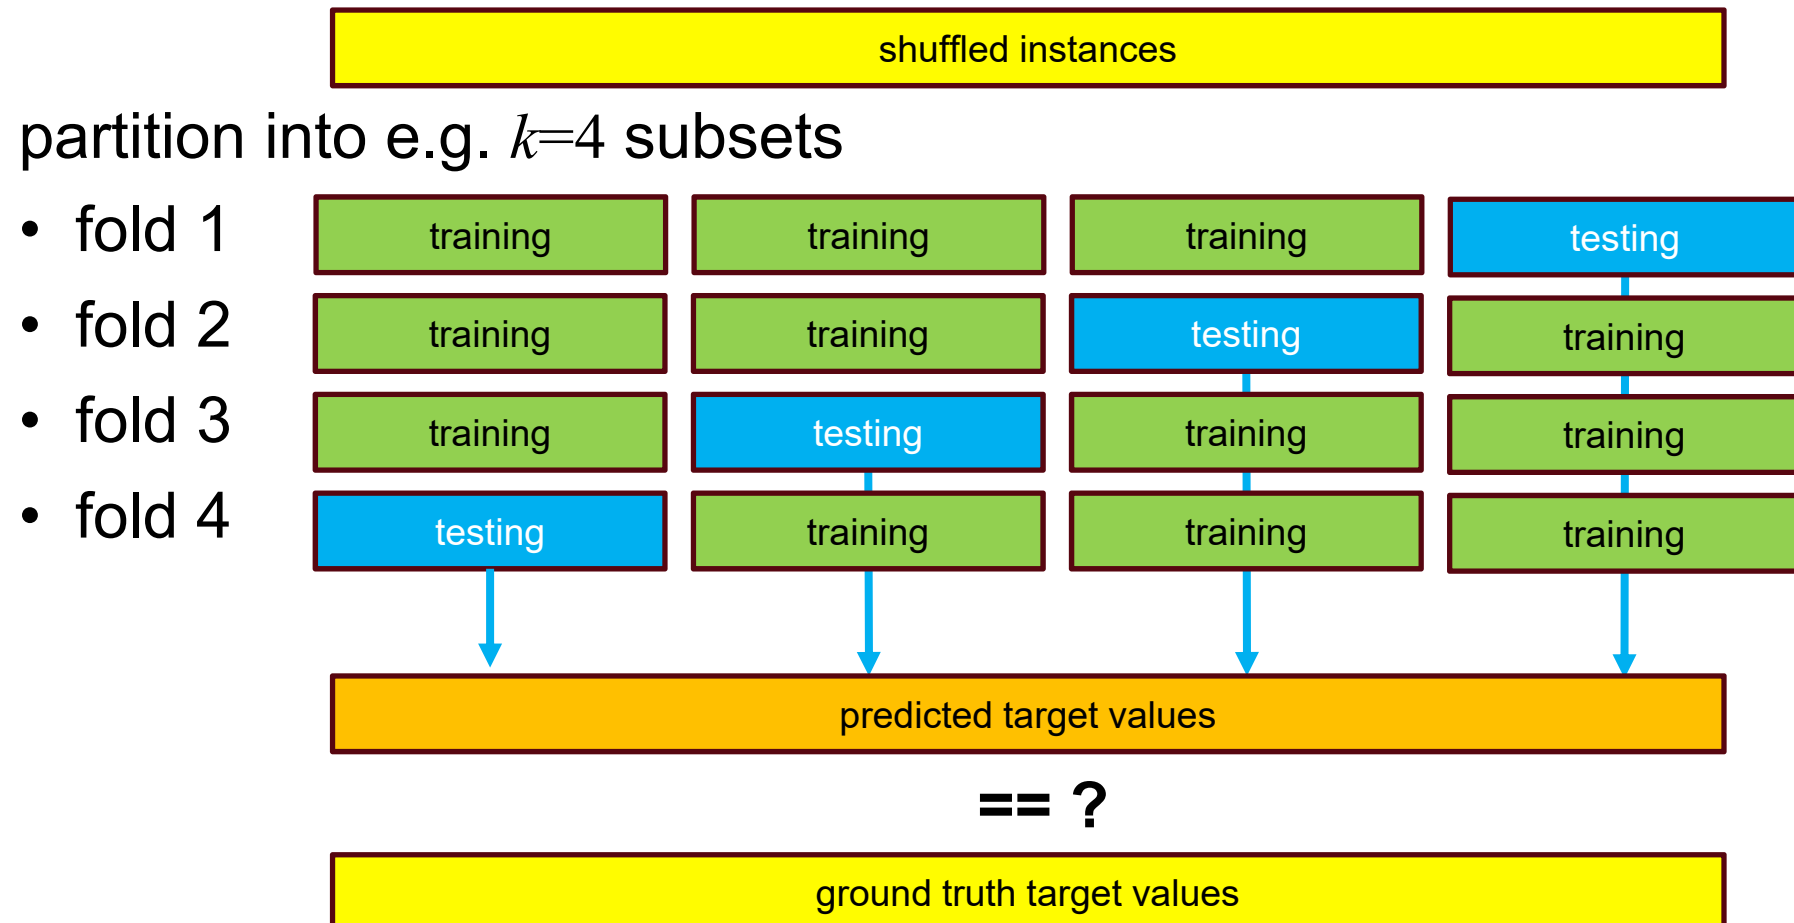 shuffled instances
partition into e.g. k=4 subsets
• fold 1 training training training testing
• fold 2 training training testing training
• fold 3 training testing training training
• fold 4 testing training training training
predicted target values
== ?
ground truth target values